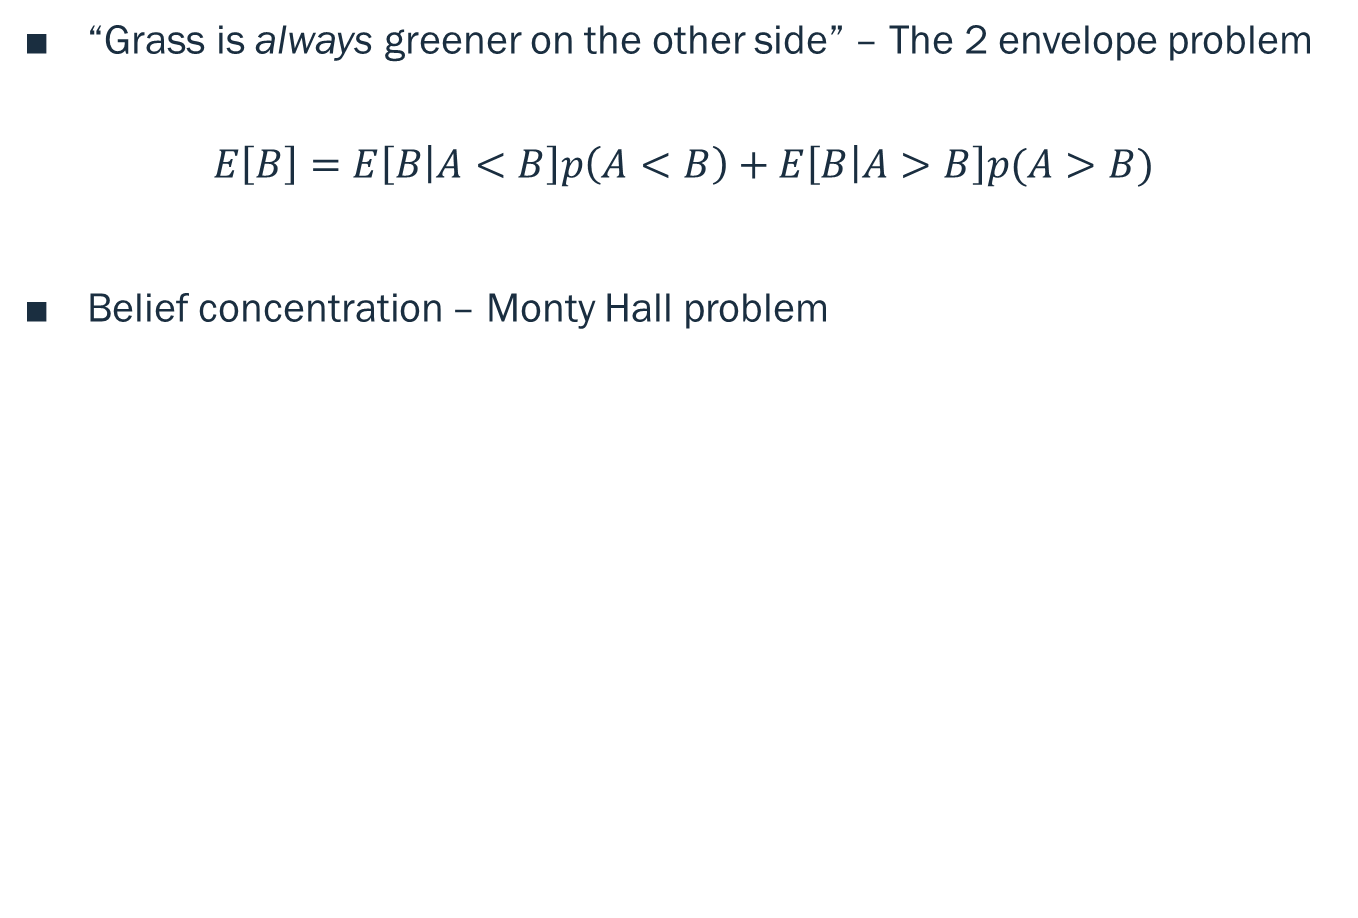 ▪ “Grass is always greener on the other side” – The 2 envelope problem
E[B] = E[B|A < B]p(A < B) + E[B|A > B]p(A > B)
▪ Belief concentration – Monty Hall problem